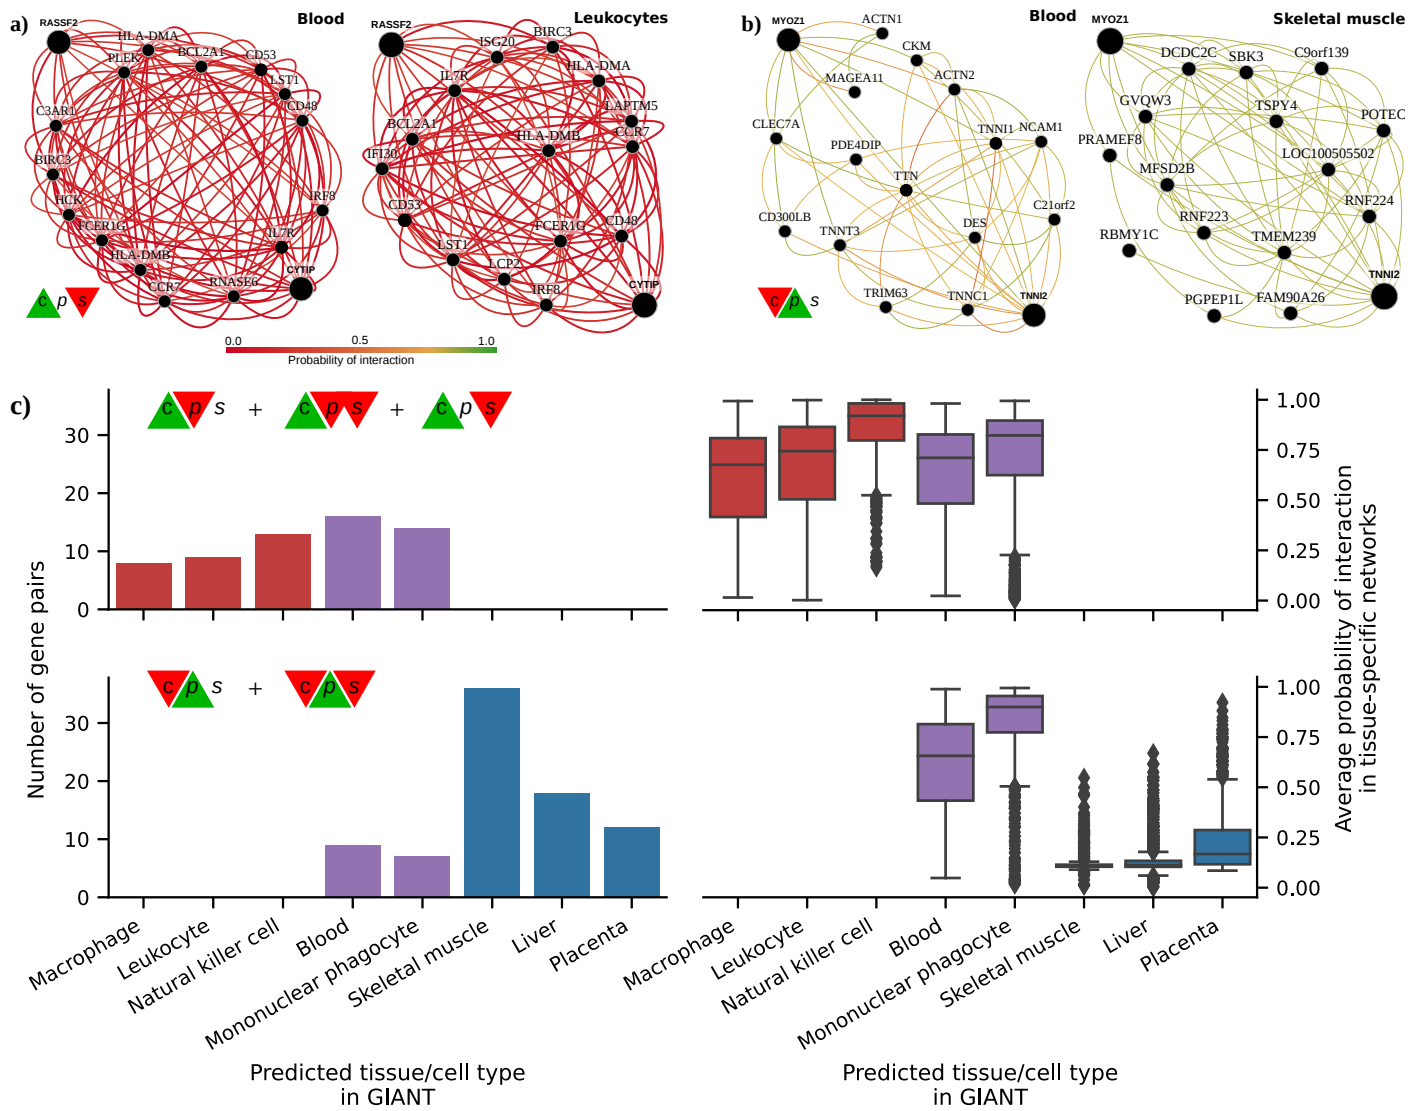 a)
Blood
RASSF2
HLA-DMA
PLEK
BCL2A1
CD53
LST1
CD48
C3AR1
BIRC3
HCK
IRF8
FCER1G
IL7R
HLA-DMB
CYTIP
CCR7
RNASE6
c p s
Leukocytes
RASSF2
ISG20
BIRC3
IL7R
HLA-DMA
LAPTM5
BCL2A1
HLA-DMB
CCR7
IFI30
CD53
FCER1G
CD48
LST1
LCP2
IRF8
CYTIP
0.0
0.5
1.0
Probability of interaction
b)
Blood
MYOZ1
ACTN1
CKM
MAGEA11
ACTN2
CLEC7A
TNNI1
NCAM1
PDE4DIP
TTN
CD300LB
C21orf2
TNNT3
DES
TRIM63
TNNC1
TNNI2
c p s
Skeletal muscle
MYOZ1
DCDC2C
SBK3
C9orf139
GVQW3
TSPY4
POTEC
PRAMEF8
MFSD2B
LOC100505502
RNF223
RNF224
RBMY1C
TMEM239
TNNI2
PGPEP1L
FAM90A26
c)
c p s + c p s + c p s
30
20
10
0
1.00
0.75
0.50
0.25
0.00
c p s + c p s
30
20
10
0
1.00
0.75
0.50
0.25
0.00
Number of gene pairs
Average probability of interaction
in tissue-specific networks
Macrophage
Leukocyte
Natural killer cell
Blood
Mononuclear phagocyte
Skeletal muscle
Liver
Placenta
Macrophage
Leukocyte
Natural killer cell
Blood
Mononuclear phagocyte
Skeletal muscle
Liver
Placenta
Predicted tissue/cell type
in GIANT
Predicted tissue/cell type
in GIANT